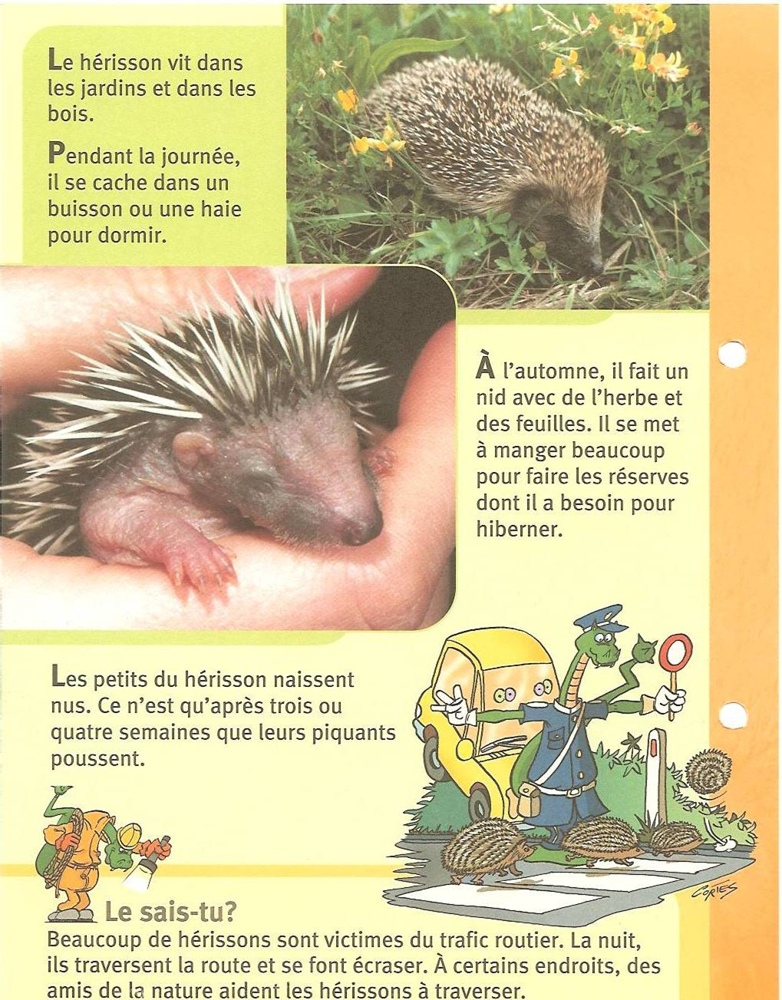 Le hérisson vit dans
les jardins et dans les
bois.
Pendant la journée,
il se cache dans un
buisson ou une haie
pour dormir.
À l'automne, il fait un
nid avec de l'herbe et
des feuilles. Il se met
à manger beaucoup
pour faire les réserves
dont il a besoin pour
hiberner.
Les petits du hérisson naissent
nus. Ce n'est qu'après trois ou
quatre semaines que leurs piquants
poussent.
CORIES
Le sais-tu?
Beaucoup de hérissons sont victimes du trafic routier. La nuit,
ils traversent la route et se font écraser. À certains endroits, des
amis de la nature aident les hérissons à traverser.